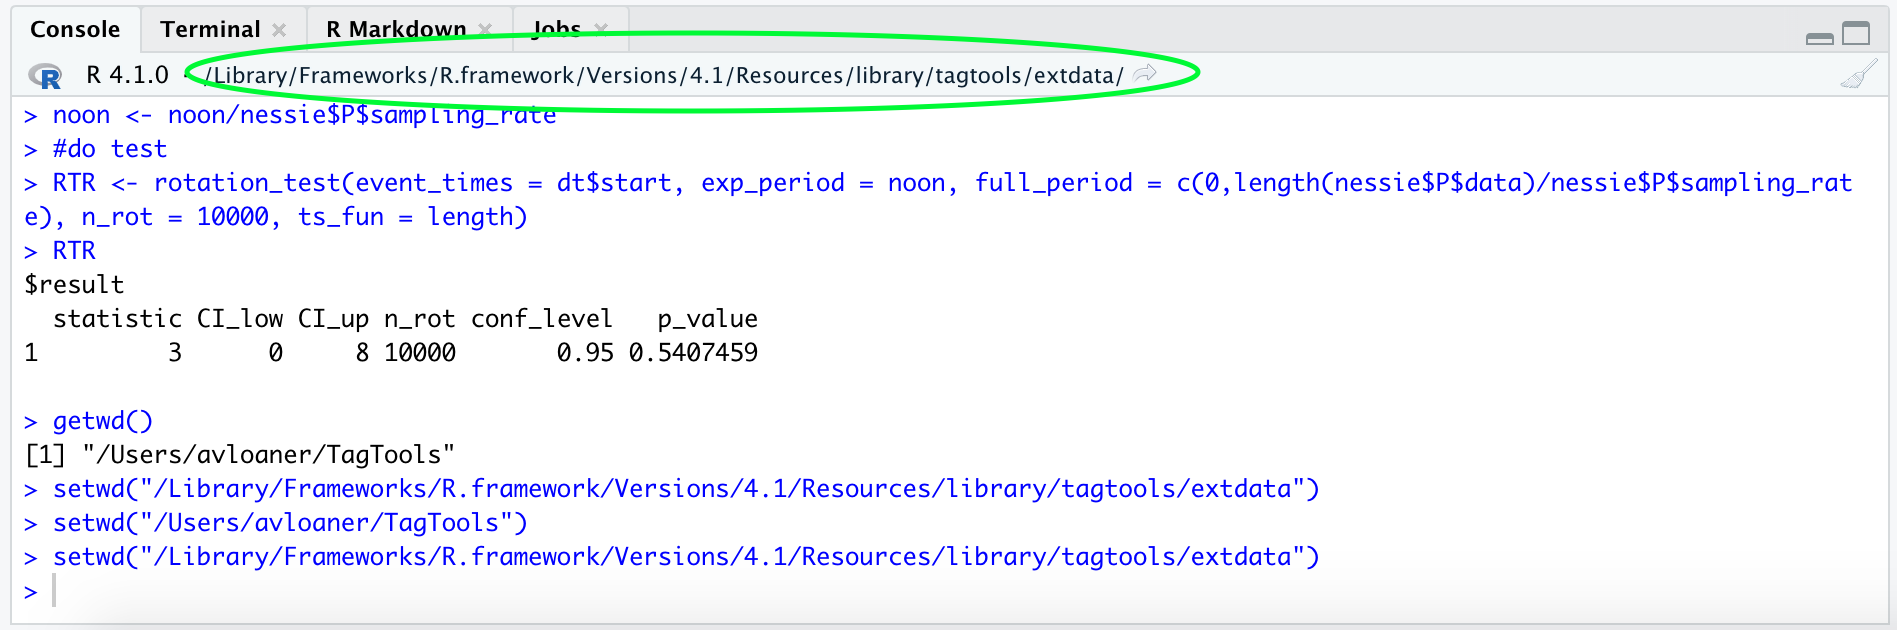 Console Terminal R Markdown Jobs
R 4.1.0 · /Library/Frameworks/R.framework/Versions/4.1/Resources/library/tagtools/extdata/
> noon <- noon/nessie$P$sampling_rate
> #do test
> RTR <- rotation_test(event_times = dt$start, exp_period = noon, full_period = c(0,length(nessie$P$data)/nessie$P$sampling_rat
e), n_rot = 10000, ts_fun = length)
> RTR
$result
  statistic CI_low CI_up n_rot conf_level   p_value
1         3      0     8 10000       0.95 0.5407459
> getwd()
[1] "/Users/avloaner/TagTools"
> setwd("/Library/Frameworks/R.framework/Versions/4.1/Resources/library/tagtools/extdata")
> setwd("/Users/avloaner/TagTools")
> setwd("/Library/Frameworks/R.framework/Versions/4.1/Resources/library/tagtools/extdata")
>